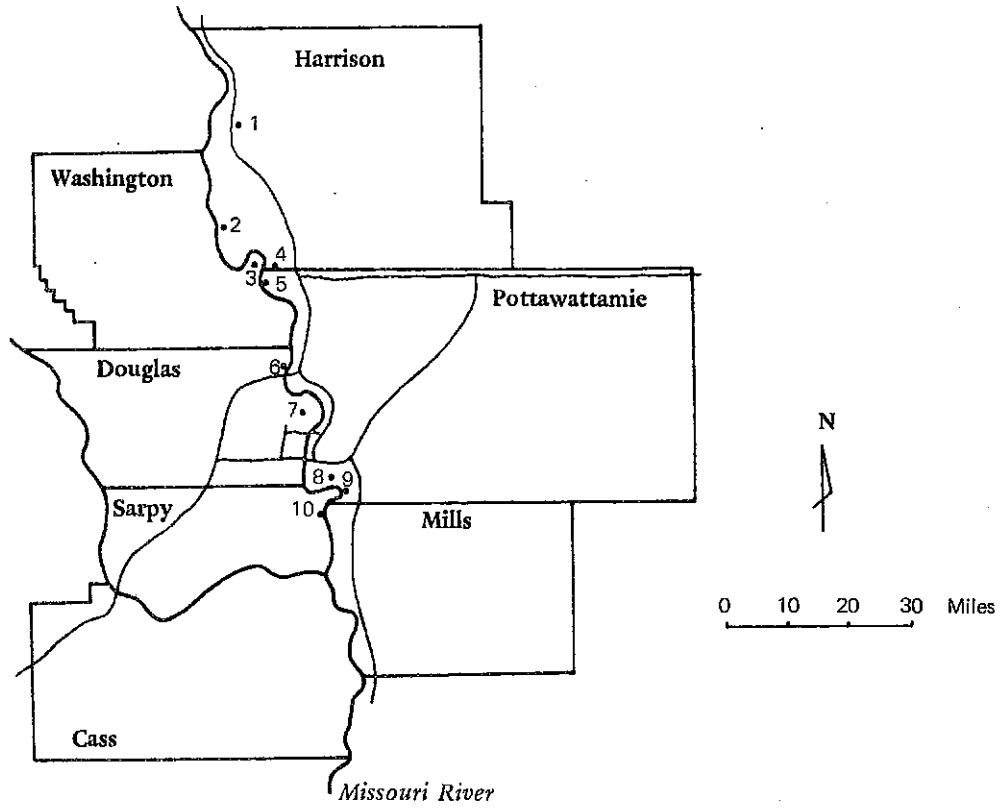 Harrison
1
Washington
2
4
3
5
Pottawattamie
Douglas
6
7
N
8
9
Sarpy
10
Mills
0 10 20 30 Miles
Cass
Missouri River